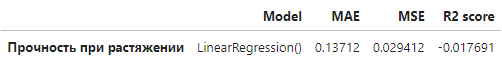 Model MAE MSE R2 score
Прочность при растяжении LinearRegression() 0.13712 0.029412 -0.017691